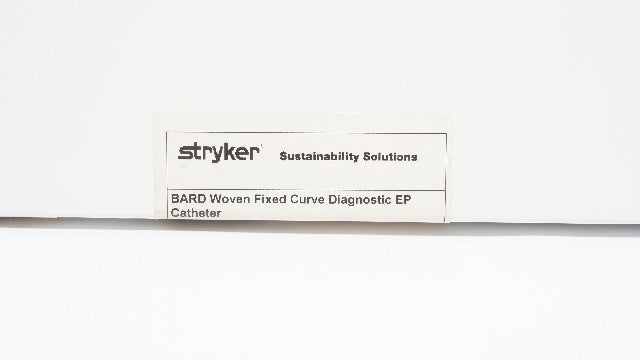 stryker Sustainability Solutions
BARD Woven Fixed Curve Diagnostic EP
Catheter